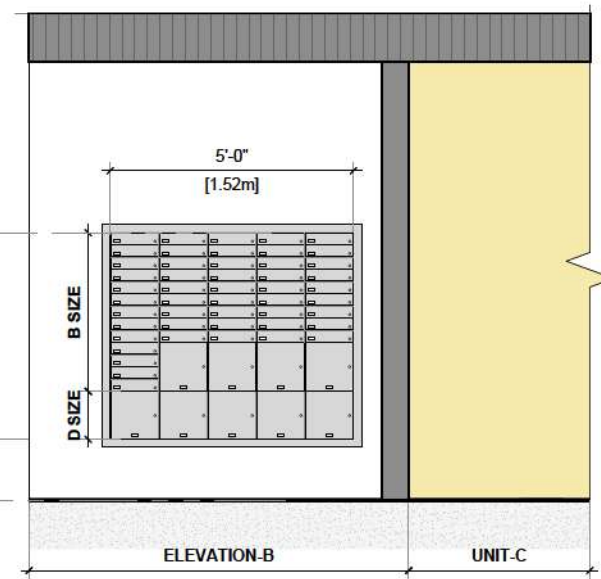 5'-0"
[1.52m]
B SIZE
D SIZE
ELEVATION-B
UNIT-C